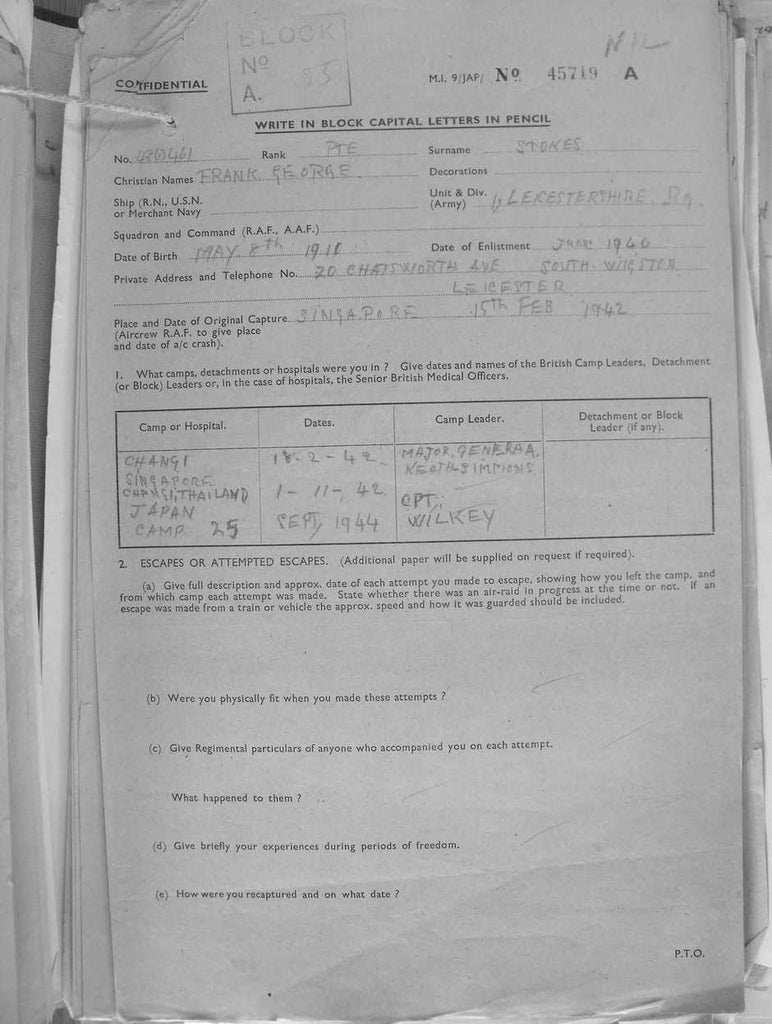 BLOCK
NIL
No
A.
CONFIDENTIAL
M.I. 9/JAP/ No 45719 A
WRITE IN BLOCK CAPITAL LETTERS IN PENCIL
No. Rank PTE Surname STOKES
Christian Names FRANK GEORGE Decorations
Ship (R.N., U.S.N. or Merchant Navy
Unit & Div. (Army) 1/ LEICESTERTHIRE. Rg.
Squadron and Command (R.A.F., A.A.F.)
Date of Birth MAY. 8th Date of Enlistment JUNE 1940
Private Address and Telephone No. 20 CHATSWORTH AVE SOUTH. WIGSTON
LEICESTER
Place and Date of Original Capture SINGAPORE 15TH FEB 1942
(Aircrew R.A.F. to give place
and date of a/c crash).
1. What camps, detachments or hospitals were you in ? Give dates and names of the British Camp Leaders, Detachment
(or Block) Leaders or, in the case of hospitals, the Senior British Medical Officers.
Camp or Hospital. Dates. Camp Leader. Detachment or Block
Leader (if any).
CHANGI 18-2-42 MAJOR. GENERAL
SINGAPORE KEATH-SIMPIONS
THAILAND 1-11-42 CPT.
JAPAN WILKEY
CAMP 25 SEPT, 1944
2. ESCAPES OR ATTEMPTED ESCAPES. (Additional paper will be supplied on request if required).
(a) Give full description and approx. date of each attempt you made to escape, showing how you left the camp, and
from which camp each attempt was made. State whether there was an air-raid in progress at the time or not. If an
escape was made from a train or vehicle the approx. speed and how it was guarded should be included.
(b) Were you physically fit when you made these attempts ?
(c) Give Regimental particulars of anyone who accompanied you on each attempt.
What happened to them ?
(d) Give briefly your experiences during periods of freedom.
(e) How were you recaptured and on what date ?
P.T.O.